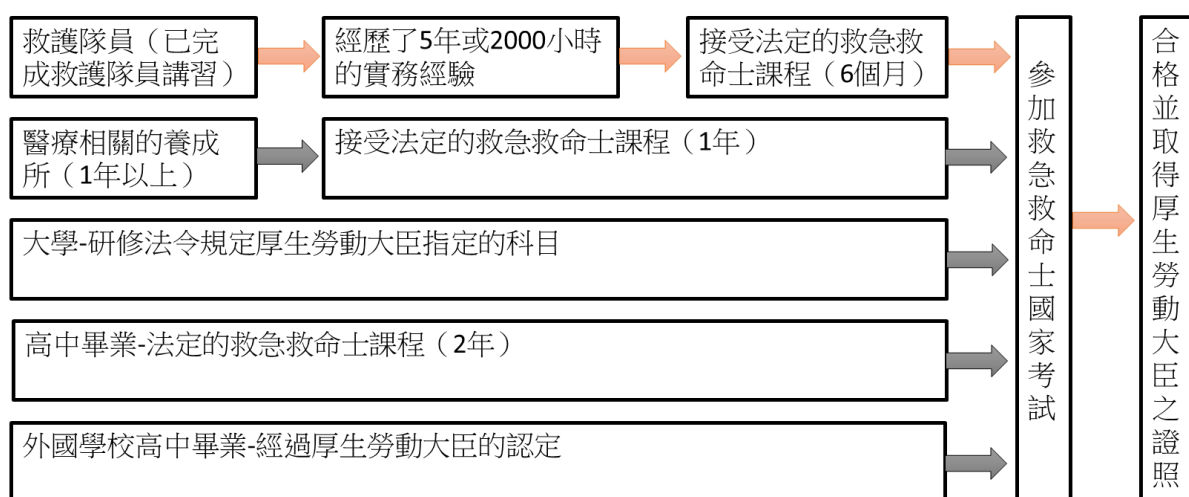 救護隊員（已完
成救護隊員講習）
經歷了5年或2000小時
的實務經驗
接受法定的救急救
命士課程（6個月）
醫療相關的養成
所（1年以上）
接受法定的救急救命士課程（1年）
大學-研修法令規定厚生勞動大臣指定的科目
高中畢業-法定的救急救命士課程（2年）
外國學校高中畢業-經過厚生勞動大臣的認定
參加救急救命士國家考試
合格並取得厚生勞動大臣之證照